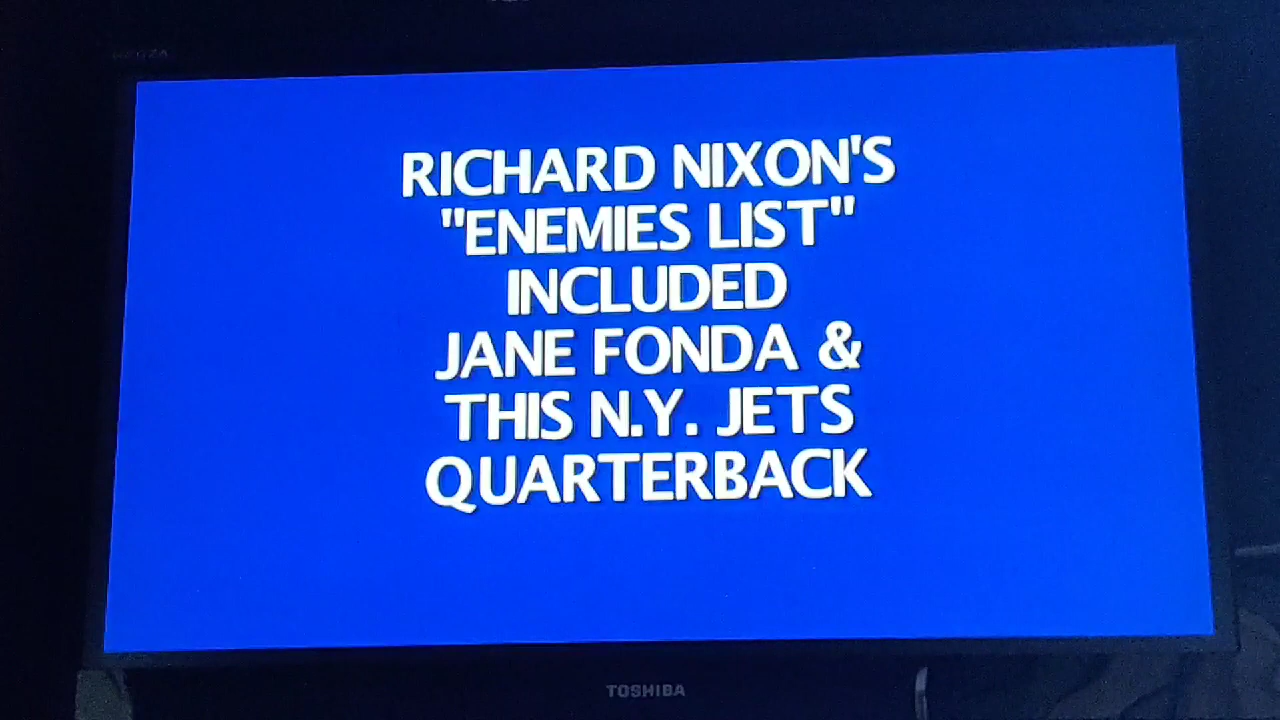 RICHARD NIXON'S
"ENEMIES LIST"
INCLUDED
JANE FONDA &
THIS N.Y. JETS
QUARTERBACK
TOSHIBA